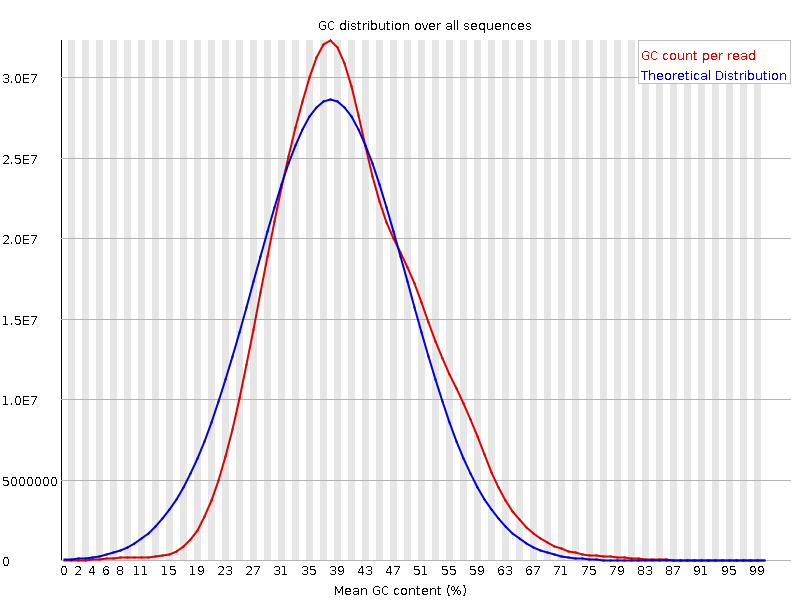 GC distribution over all sequences
GC count per read
Theoretical Distribution
3.0E7
2.5E7
2.0E7
1.5E7
1.0E7
5000000
0
0 2 4 6 8 11 15 19 23 27 31 35 39 43 47 51 55 59 63 67 71 75 79 83 87 91 95 99
Mean GC content (%)